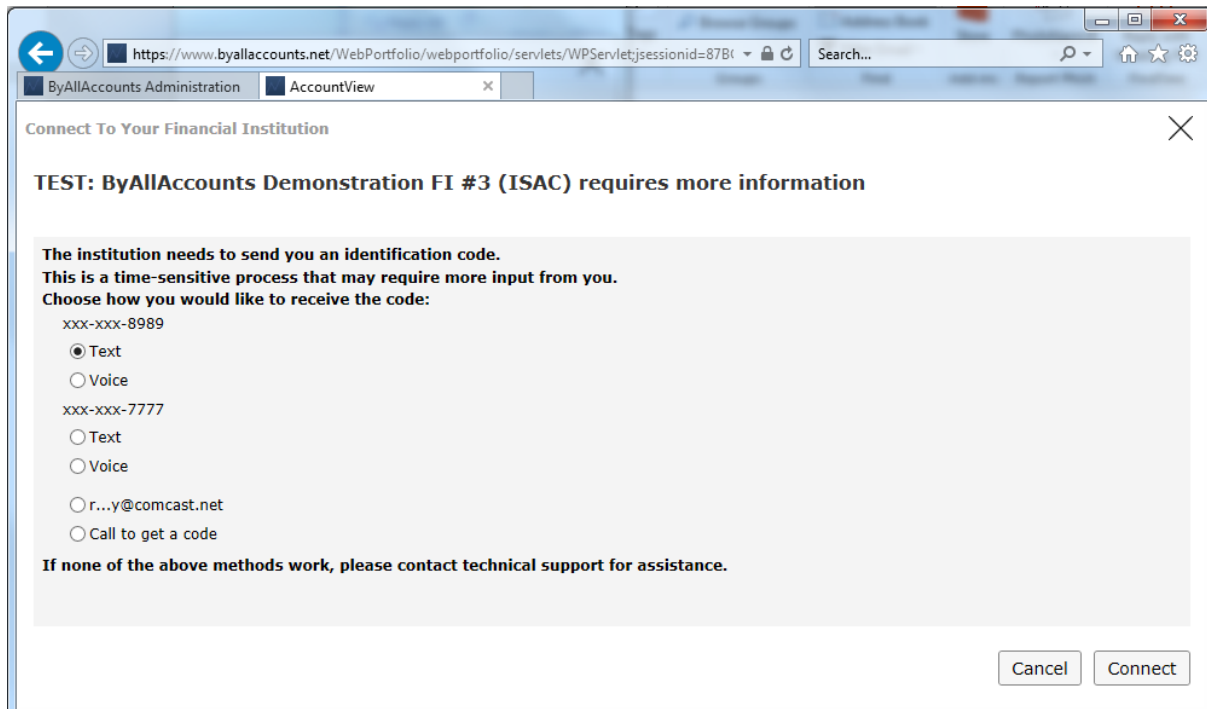 Browse Groups
Address Book
https://www.byallaccounts.net/WebPortfolio/webportfolio/servlets/WPServlet;jsessionid=87B(
Search...
ByAllAccounts Administration
AccountView
Connect To Your Financial Institution
TEST: ByAllAccounts Demonstration FI #3 (ISAC) requires more information
The institution needs to send you an identification code.
This is a time-sensitive process that may require more input from you.
Choose how you would like to receive the code:
xxx-xxx-8989
Text
Voice
xxx-xxx-7777
Text
Voice
r...y@comcast.net
Call to get a code
If none of the above methods work, please contact technical support for assistance.
Cancel
Connect